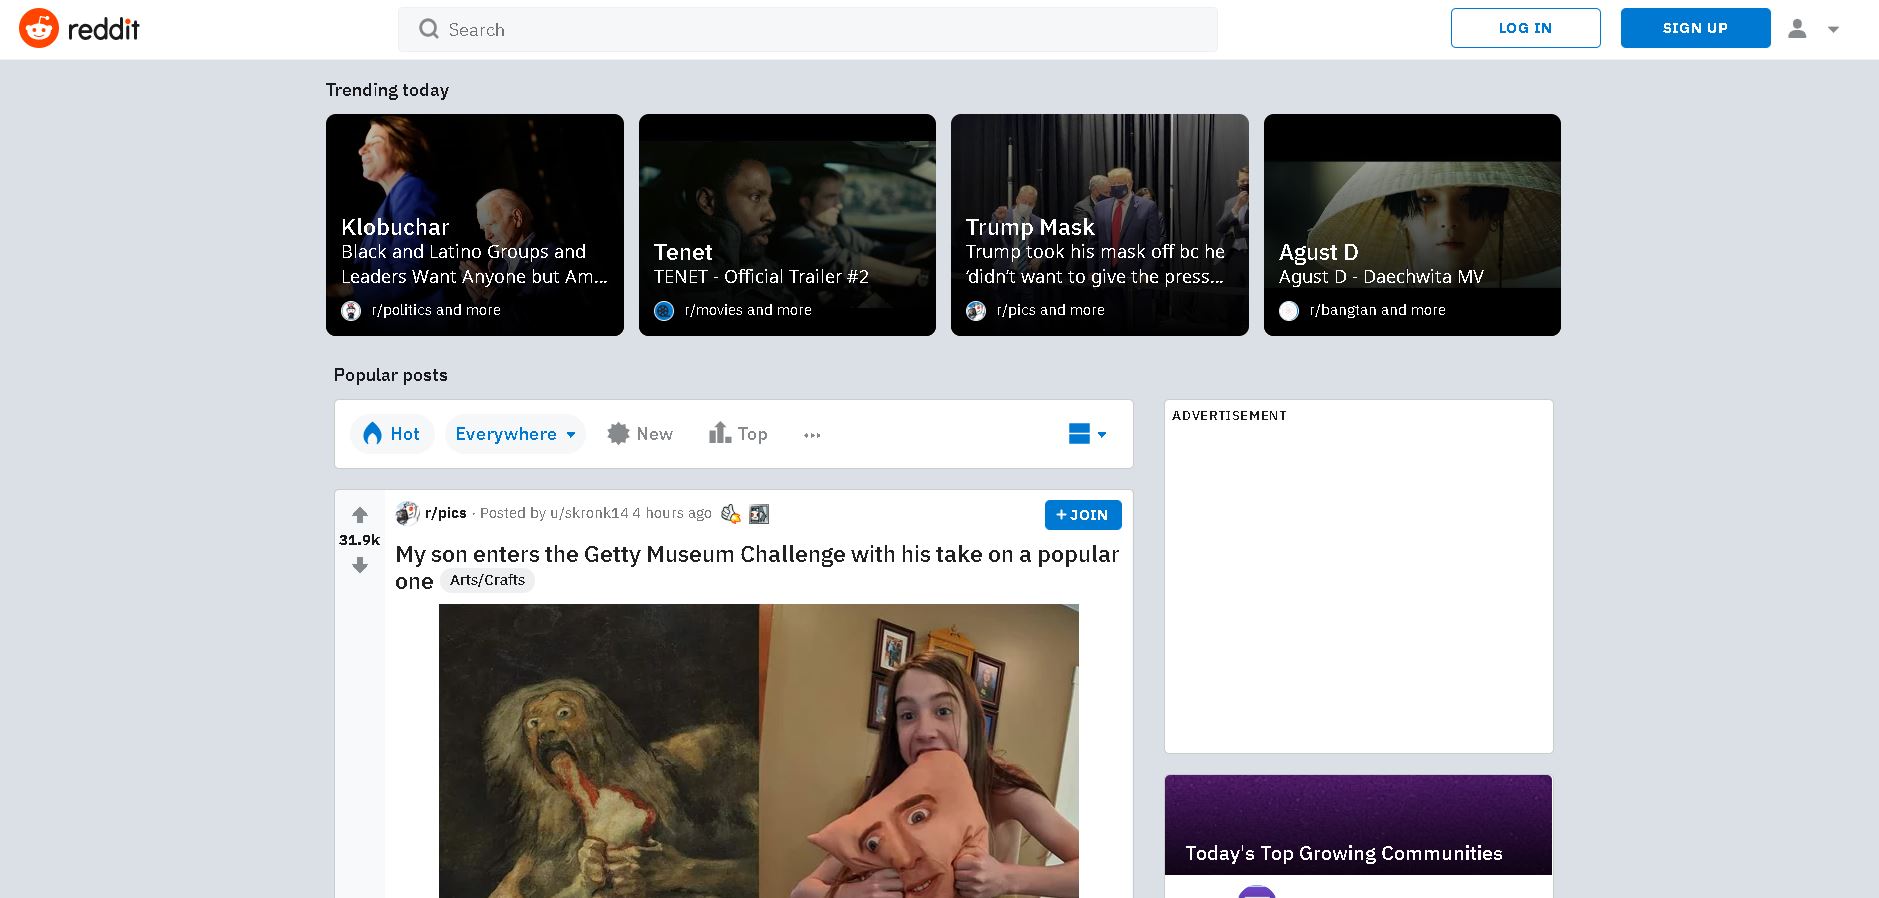 reddit
Search
LOG IN
SIGN UP
Trending today
Klobuchar
Black and Latino Groups and
Leaders Want Anyone but Am...
r/politics and more
Tenet
TENET - Official Trailer #2
r/movies and more
Trump Mask
Trump took his mask off bc he
'didn't want to give the press...
r/pics and more
Agust D
Agust D - Daechwita MV
r/bangtan and more
Popular posts
Hot
Everywhere
New
Top
...
ADVERTISEMENT
31.9k
r/pics · Posted by u/skronk14 4 hours ago
+ JOIN
My son enters the Getty Museum Challenge with his take on a popular
one Arts/Crafts
Today's Top Growing Communities